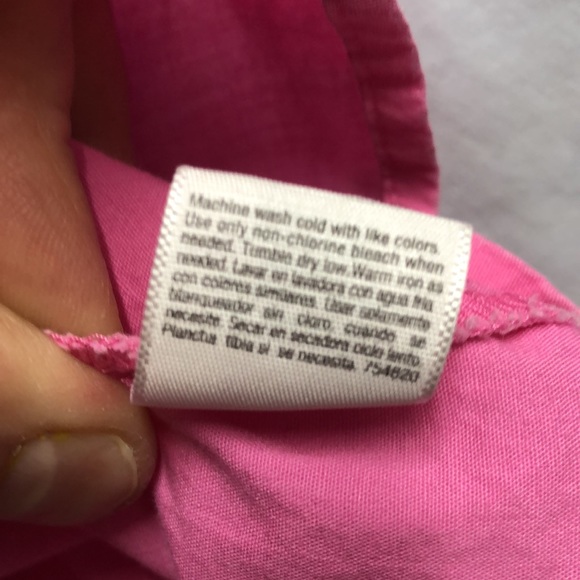 Machine wash cold with like colors.
Use only non-chlorine bleach when
needed. Tumble dry low. Warm iron as
needed. Lavar en lavadora con agua fria
con colores similares. Usar solamente
blanqueador sin cloro cuando se
necesite. Secar en secadora ciclo lento.
Plancha tibia si se necesita. 754620